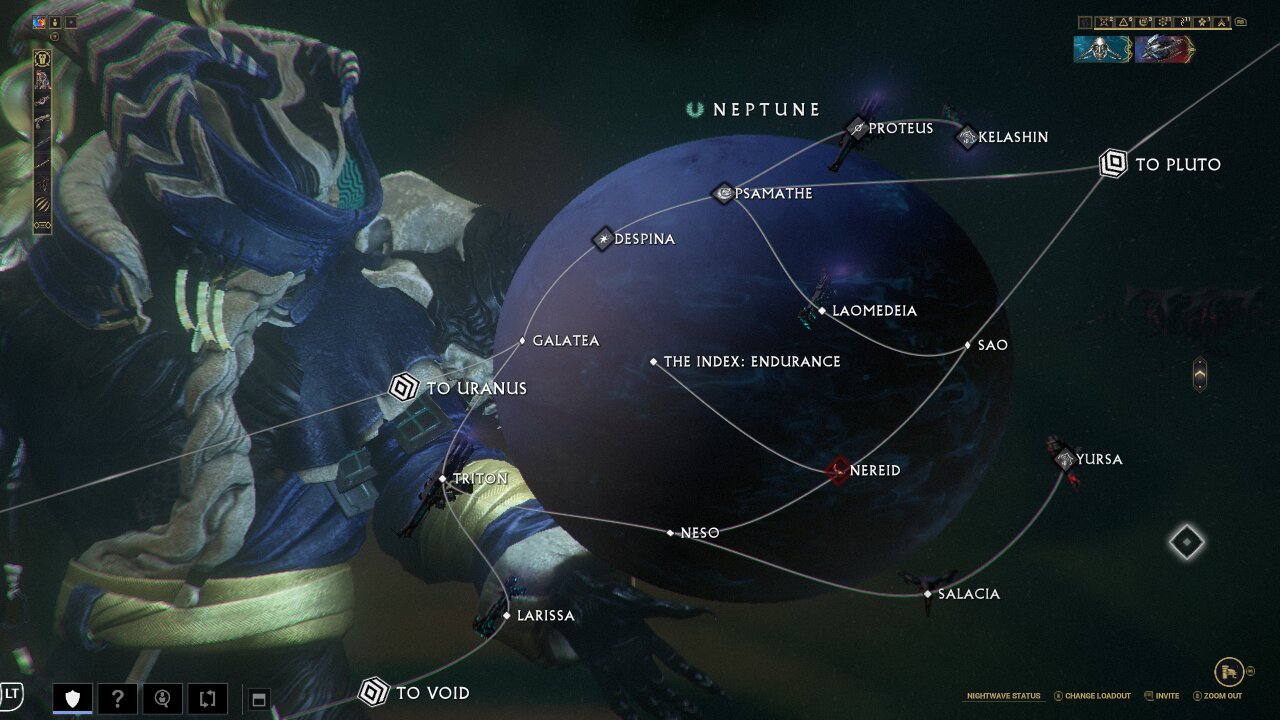 NEPTUNE
PROTEUS
KELASHIN
TO PLUTO
PSAMATHE
DESPINA
LAOMEDEIA
GALATEA
SAO
THE INDEX: ENDURANCE
TO URANUS
YURSA
NEREID
TRITON
NESO
SALACIA
LARISSA
LT
?
TO VOID
NIGHTWAVE STATUS
CHANGE LOADOUT
INVITE
ZOOM OUT